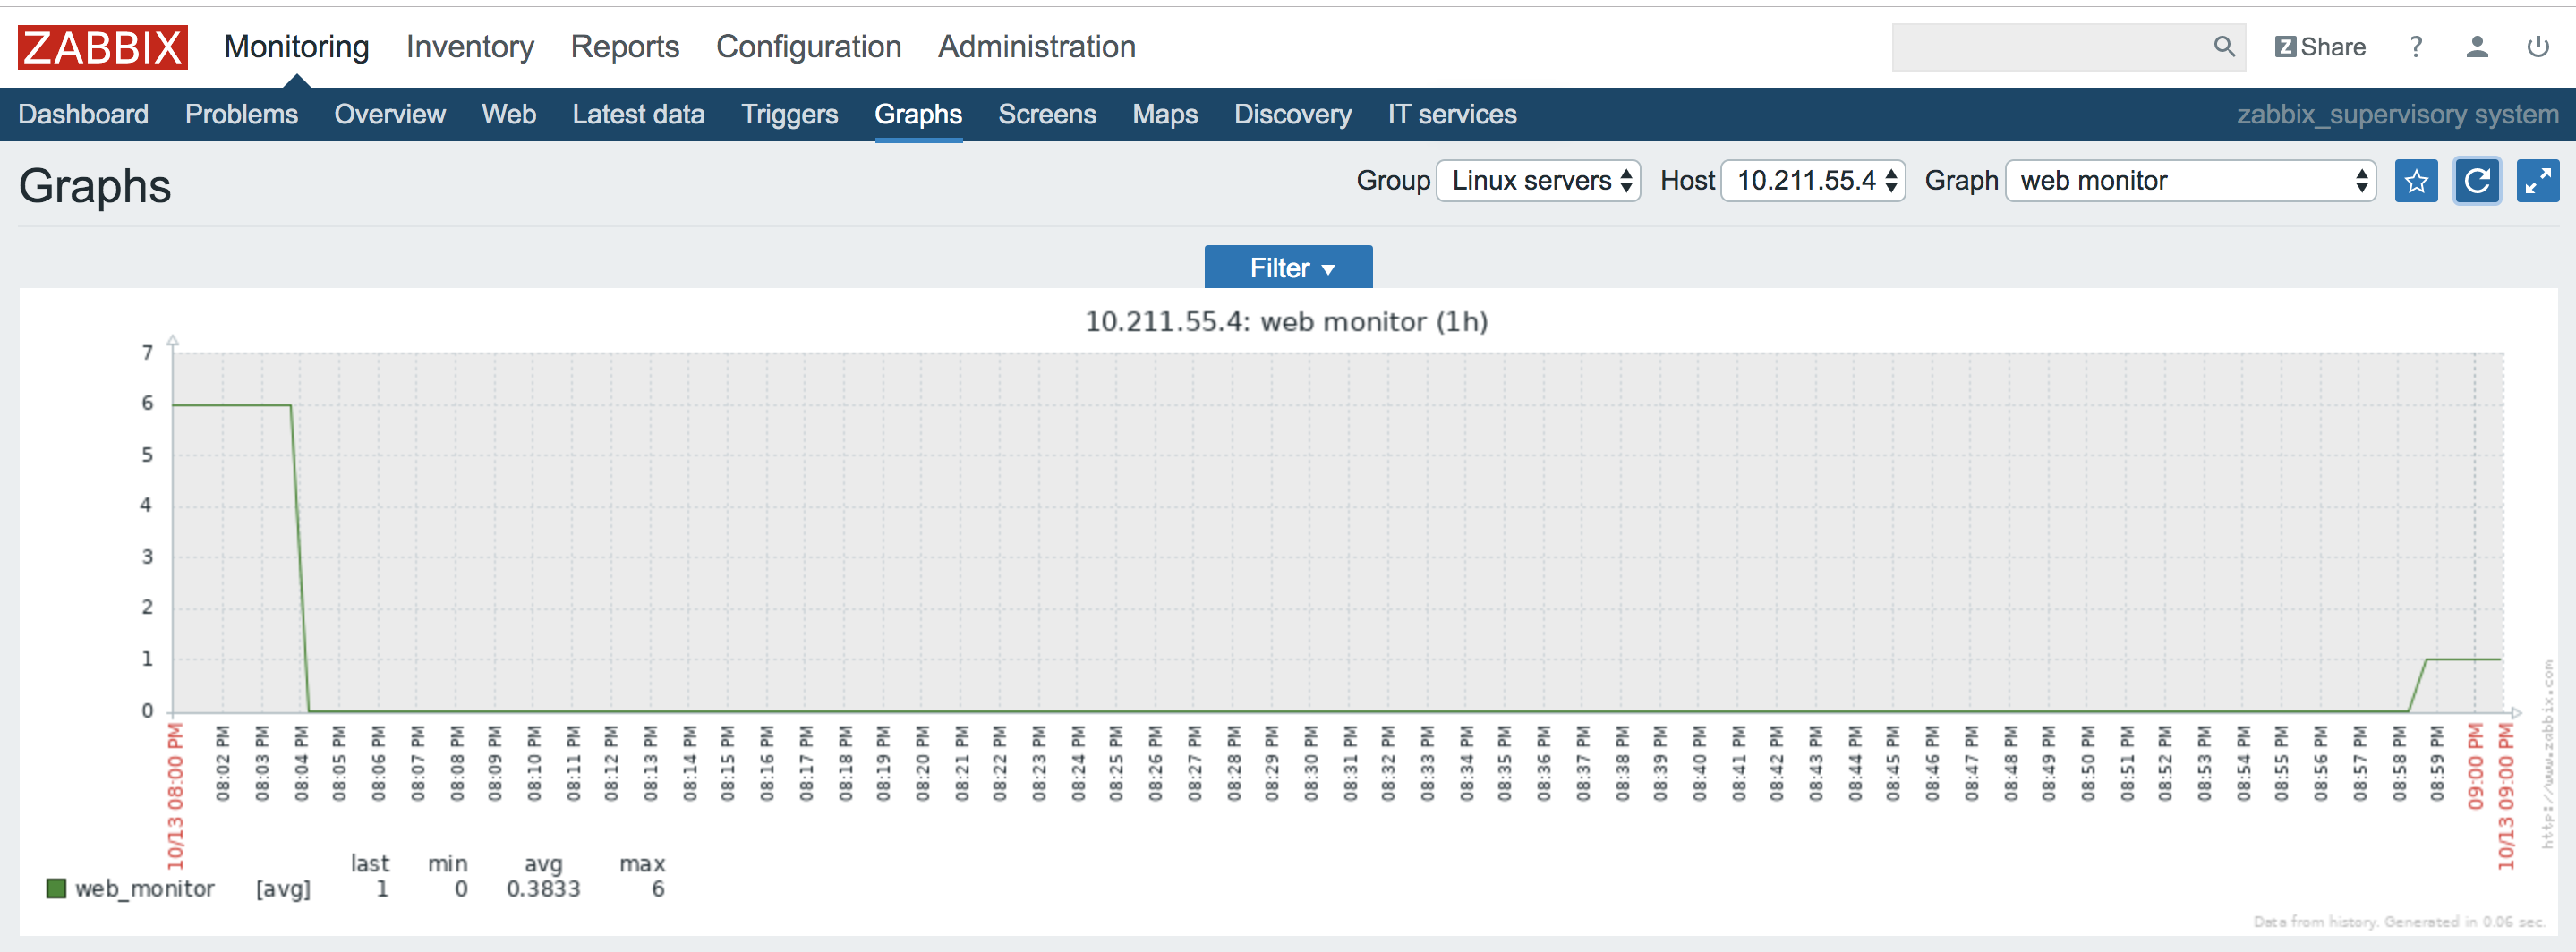 ZABBIX Monitoring Inventory Reports Configuration Administration Z Share ?
Dashboard Problems Overview Web Latest data Triggers Graphs Screens Maps Discovery IT services zabbix_supervisory system
Graphs Group Linux servers Host 10.211.55.4 Graph web monitor
Filter
10.211.55.4: web monitor (1h)
7
6
5
4
3
2
1
0
10/13 08:00 PM 08:02 PM 08:03 PM 08:04 PM 08:05 PM 08:06 PM 08:07 PM 08:08 PM 08:09 PM 08:10 PM 08:11 PM 08:12 PM 08:13 PM 08:14 PM 08:15 PM 08:16 PM 08:17 PM 08:18 PM 08:19 PM 08:20 PM 08:21 PM 08:22 PM 08:23 PM 08:24 PM 08:25 PM 08:26 PM 08:27 PM 08:28 PM 08:29 PM 08:30 PM 08:31 PM 08:32 PM 08:33 PM 08:34 PM 08:35 PM 08:36 PM 08:37 PM 08:38 PM 08:39 PM 08:40 PM 08:41 PM 08:42 PM 08:43 PM 08:44 PM 08:45 PM 08:46 PM 08:47 PM 08:48 PM 08:49 PM 08:50 PM 08:51 PM 08:52 PM 08:53 PM 08:54 PM 08:55 PM 08:56 PM 08:57 PM 08:58 PM 08:59 PM 09:00 PM 10/13 09:00 PM
http://www.zabbix.com
last min avg max
web_monitor [avg] 1 0 0.3833 6
Data from history. Generated in 0.06 sec.